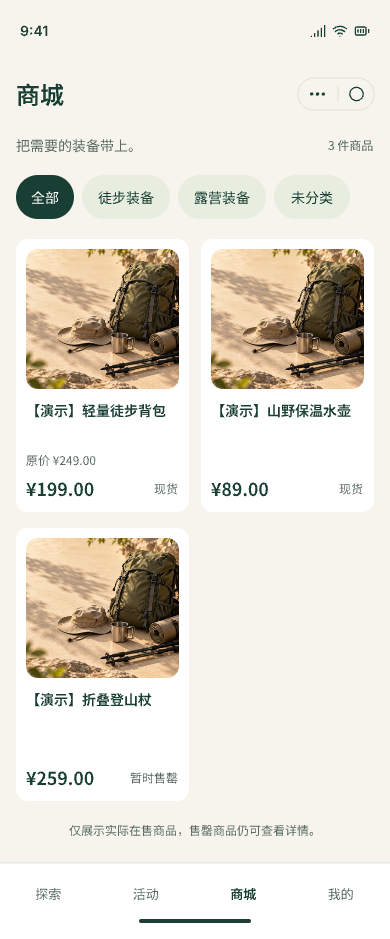 9:41
商城
把需要的装备带上。
3 件商品
全部
徒步装备
露营装备
未分类
【演示】轻量徒步背包
原价 ¥249.00
¥199.00
现货
【演示】山野保温水壶
¥89.00
现货
【演示】折叠登山杖
¥259.00
暂时售罄
仅展示实际在售商品，售罄商品仍可查看详情。
探索
活动
商城
我的